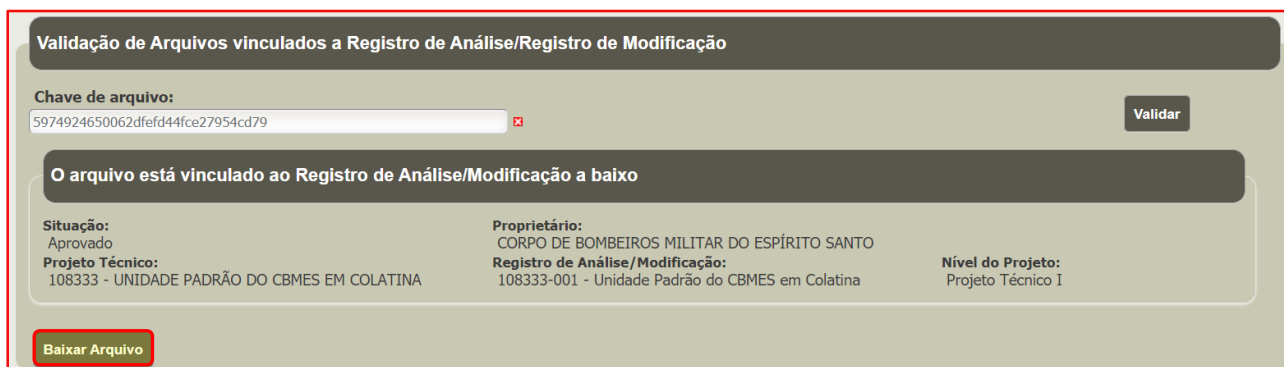 Validação de Arquivos vinculados a Registro de Análise/Registro de Modificação
Chave de arquivo:
5974924650062dfefd44fce27954cd79
Validar
O arquivo está vinculado ao Registro de Análise/Modificação a baixo
Situação: Proprietário:
Aprovado CORPO DE BOMBEIROS MILITAR DO ESPÍRITO SANTO
Projeto Técnico: Registro de Análise/Modificação: Nível do Projeto:
108333 - UNIDADE PADRÃO DO CBMES EM COLATINA 108333-001 - Unidade Padrão do CBMES em Colatina Projeto Técnico I
Baixar Arquivo